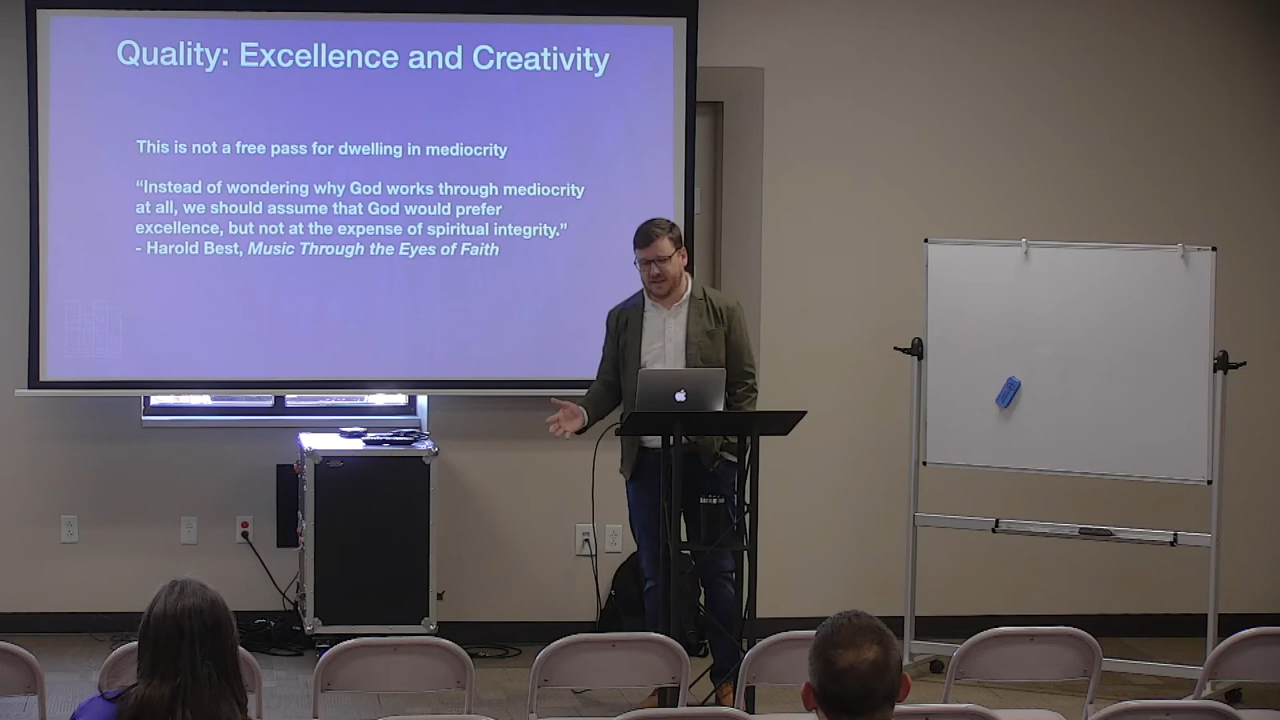 Quality: Excellence and Creativity
This is not a free pass for dwelling in mediocrity
“Instead of wondering why God works through mediocrity
at all, we should assume that God would prefer
excellence, but not at the expense of spiritual integrity.”
- Harold Best, Music Through the Eyes of Faith